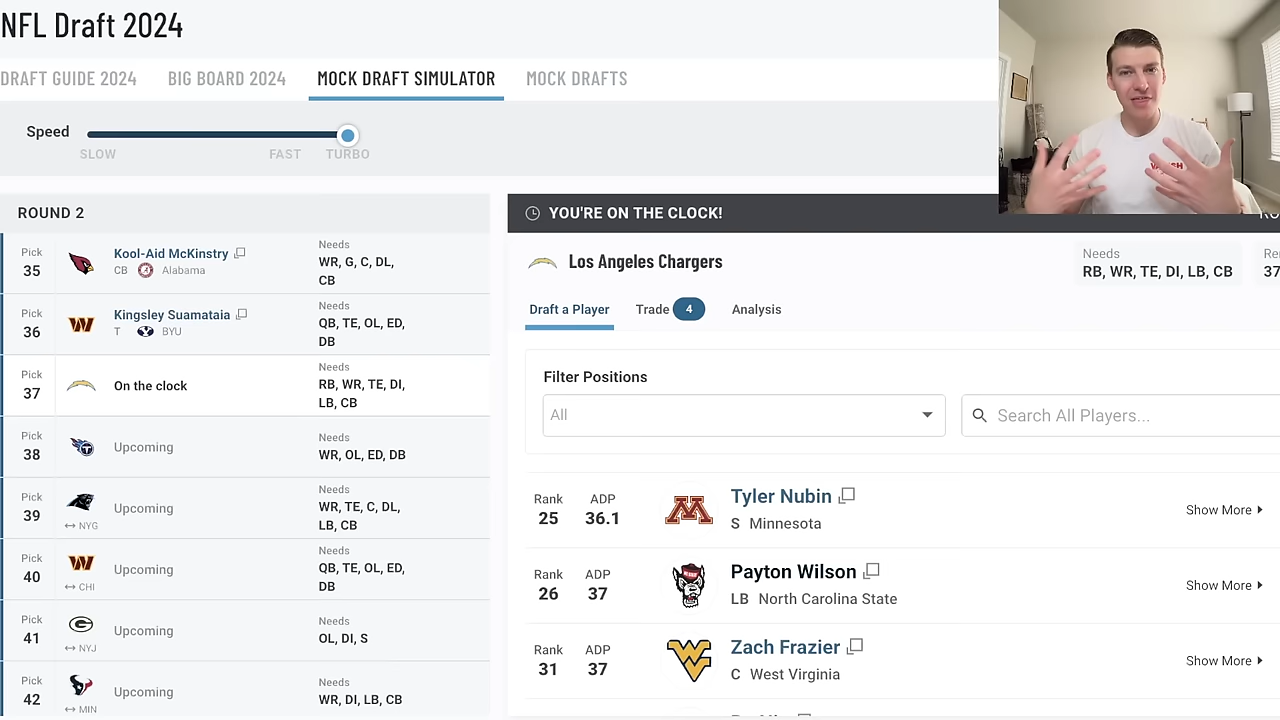 NFL Draft 2024
DRAFT GUIDE 2024
BIG BOARD 2024
MOCK DRAFT SIMULATOR
MOCK DRAFTS
Speed
SLOW
FAST
TURBO
ROUND 2
Pick
35
Kool-Aid McKinstry
CB
Alabama
Needs
WR, G, C, DL,
CB
Pick
36
W
Kingsley Suamataia
T
BYU
Needs
QB, TE, OL, ED,
DB
Pick
37
On the clock
Needs
RB, WR, TE, DI,
LB, CB
Pick
38
Upcoming
Needs
WR, OL, ED, DB
Pick
39
NYG
Upcoming
Needs
WR, TE, C, DL,
LB, CB
Pick
40
W
CHI
Upcoming
Needs
QB, TE, OL, ED,
DB
Pick
41
G
NYJ
Upcoming
Needs
OL, DI, S
Pick
42
MIN
Upcoming
Needs
WR, DI, LB, CB
YOU'RE ON THE CLOCK!
Los Angeles Chargers
Needs
RB, WR, TE, DI, LB, CB
37
Draft a Player
Trade
4
Analysis
Filter Positions
All
Search All Players...
Rank
25
ADP
36.1
M
Tyler Nubin
S Minnesota
Show More
Rank
26
ADP
37
Payton Wilson
LB North Carolina State
Show More
Rank
31
ADP
37
WV
Zach Frazier
C West Virginia
Show More